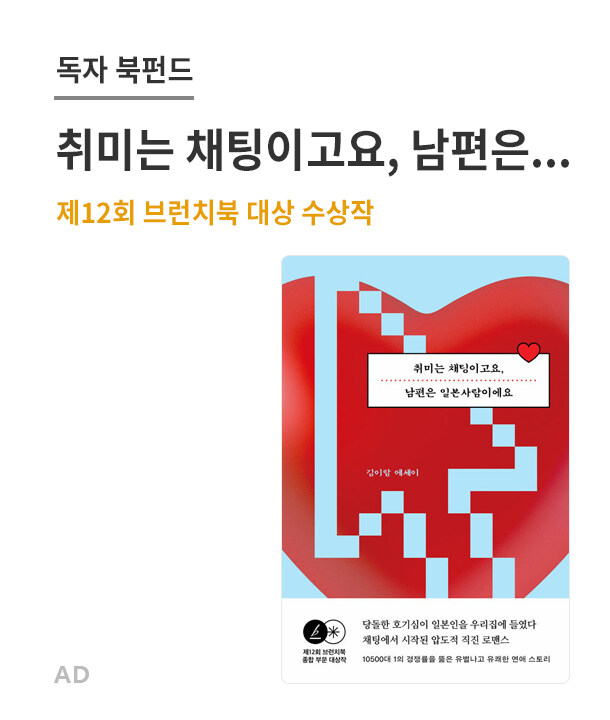 독자 북펀드
취미는 채팅이고요, 남편은...
제12회 브런치북 대상 수상작
취미는 채팅이고요,
남편은 일본사람이에요
김이람 에세이
b
제12회 브런치북
종합 부문 대상작
당돌한 호기심이 일본인을 우리집에 들였다
채팅에서 시작된 압도적 직진 로맨스
10500대 1의 경쟁률을 뚫은 유별나고 유쾌한 연애 스토리
AD